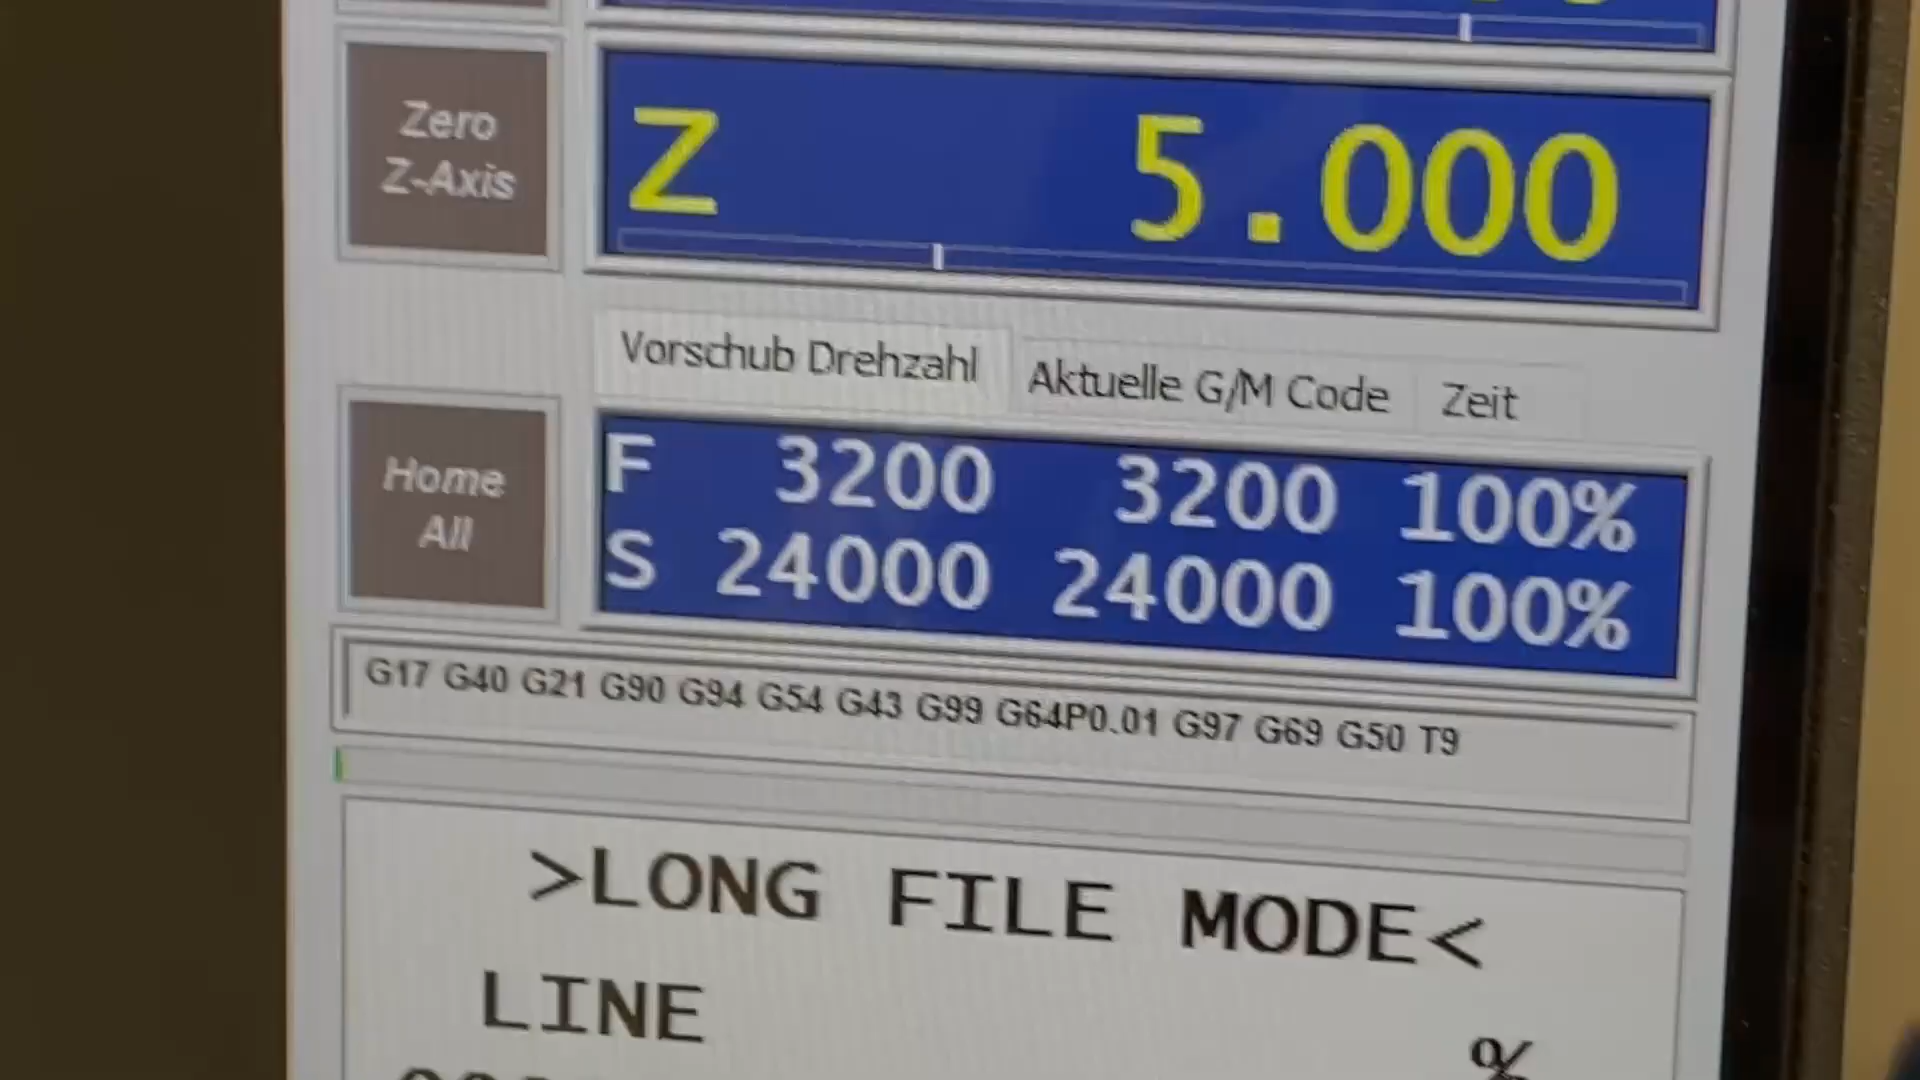 Zero
Z-Axis
Z 5.000
Vorschub Drehzahl Aktuelle G/M Code Zeit
Home
All
F 3200 3200 100%
S 24000 24000 100%
G17 G40 G21 G90 G94 G54 G43 G99 G64P0.01 G97 G69 G50 T9
>LONG FILE MODE<
LINE
%